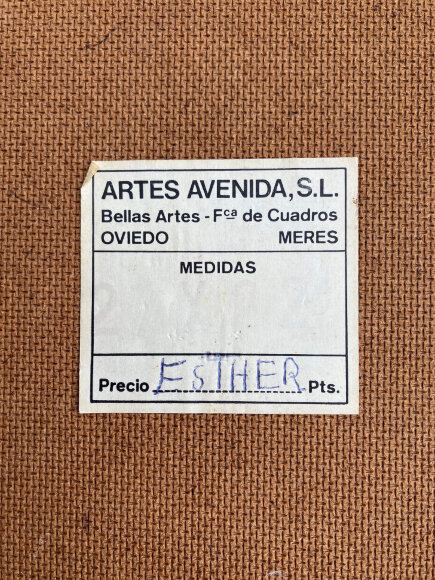 ARTES AVENIDA, S.L.
Bellas Artes - Fca de Cuadros
OVIEDO MERES
MEDIDAS
Precio ESTHER Pts.